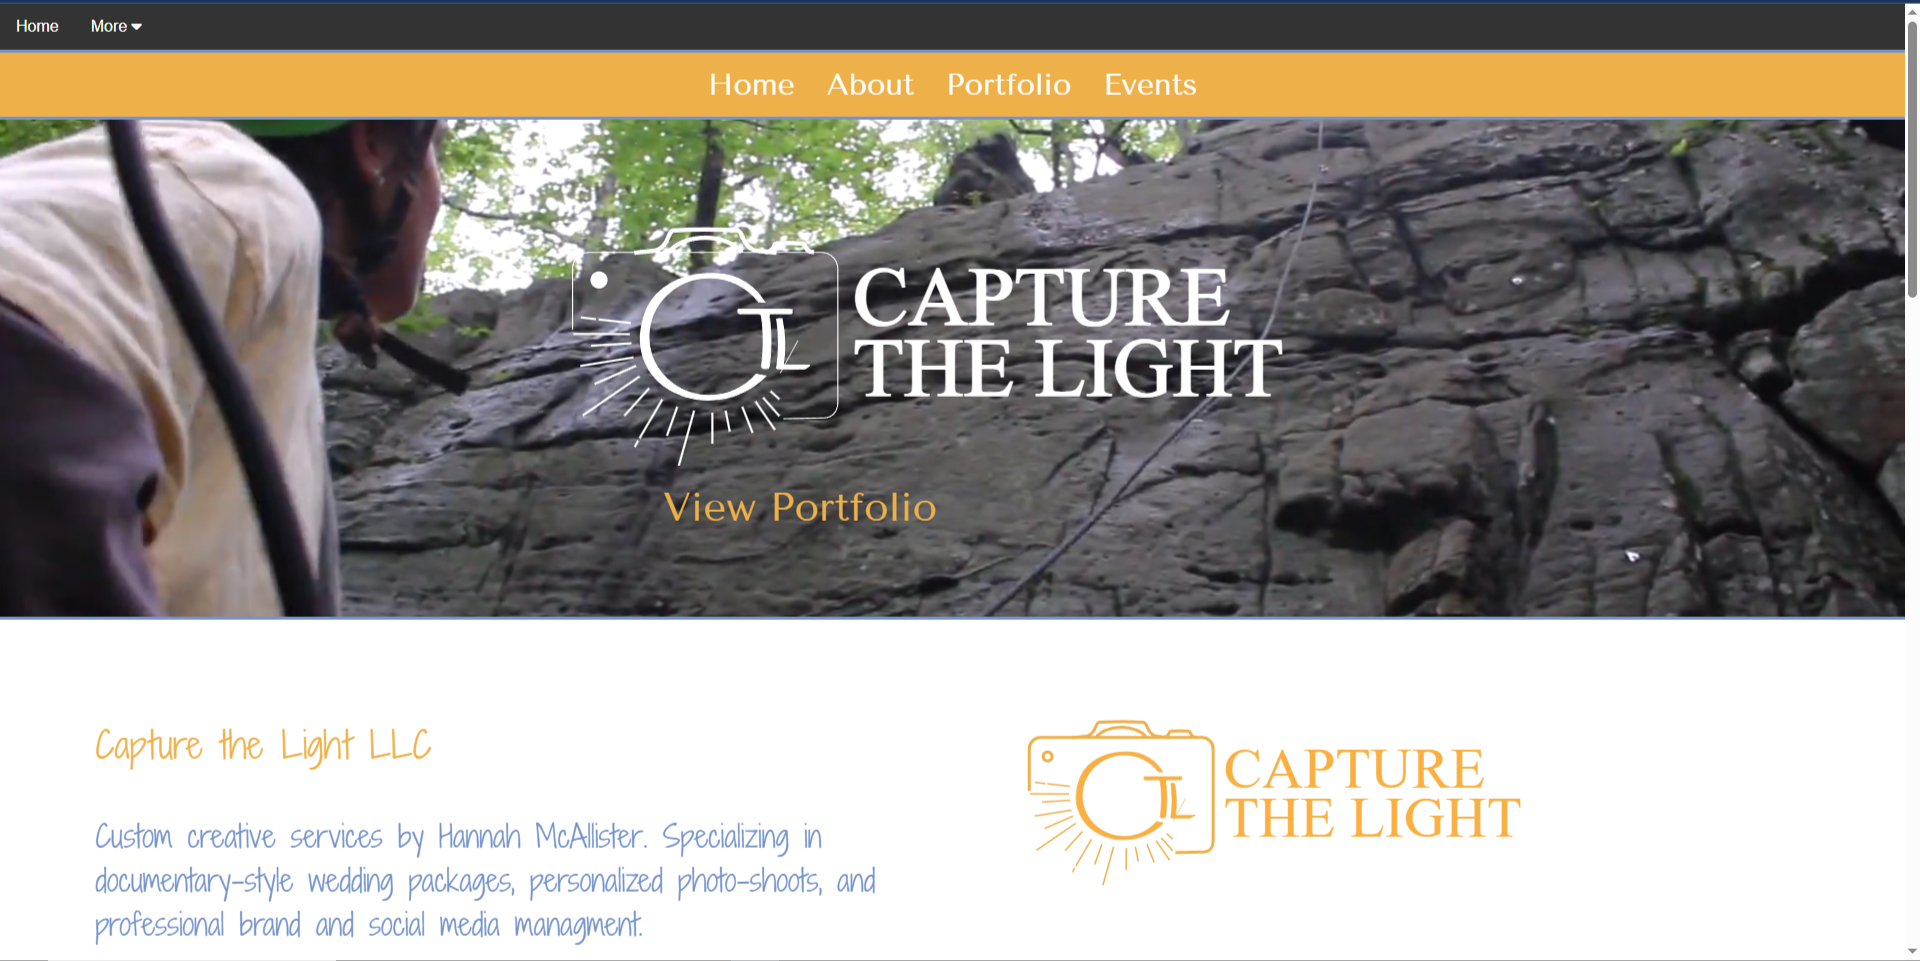 Home More
Home About Portfolio Events
CAPTURE
THE LIGHT
CTL
View Portfolio
Capture the Light LLC
Custom creative services by Hannah McAllister. Specializing in
documentary-style wedding packages, personalized photo-shoots, and
professional brand and social media managment.
CTL
CAPTURE
THE LIGHT